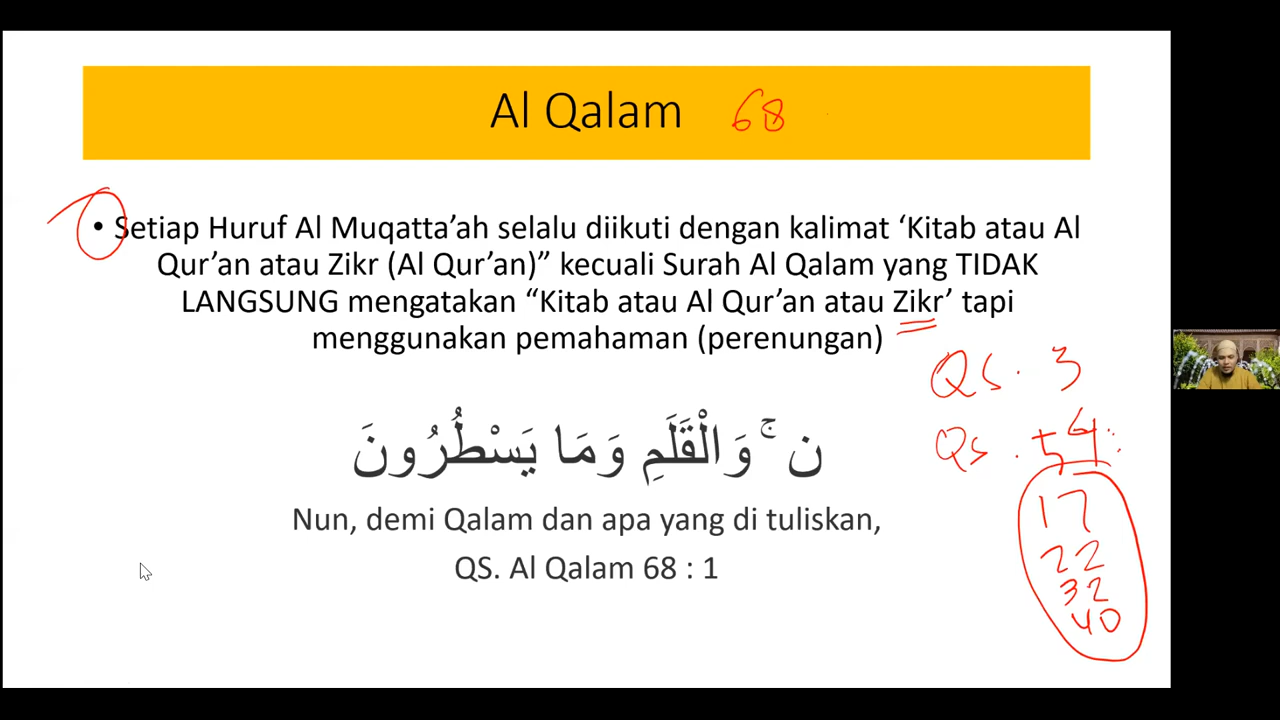 Al Qalam 68
• Setiap Huruf Al Muqatta’ah selalu diikuti dengan kalimat ‘Kitab atau Al
Qur’an atau Zikr (Al Qur’an)” kecuali Surah Al Qalam yang TIDAK
LANGSUNG mengatakan “Kitab atau Al Qur’an atau Zikr’ tapi
menggunakan pemahaman (perenungan)
QS. 3
QS. 54:
نۤ ۚ وَالْقَلَمِ وَمَا يَسْطُرُونَ
17
Nun, demi Qalam dan apa yang di tuliskan,
22
QS. Al Qalam 68 : 1
32
40